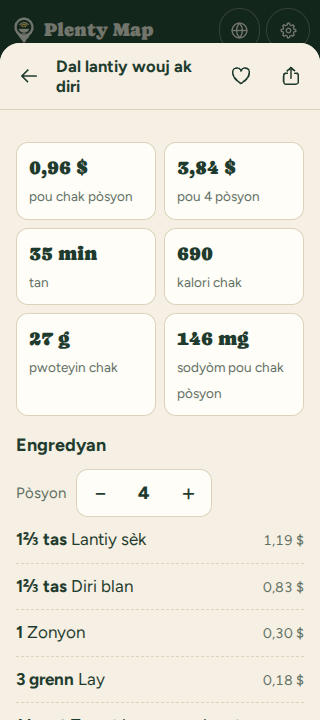 Plenty Map
Dal lantiy wouj ak
diri
0,96 $
pou chak pòsyon
3,84 $
pou 4 pòsyon
35 min
tan
690
kalori chak
27 g
pwoteyin chak
146 mg
sodyòm pou chak
pòsyon
Engredyan
Pòsyon
− 4 +
1⅔ tas Lantiy sèk 1,19 $
1⅔ tas Diri blan 0,83 $
1 Zonyon 0,30 $
3 grenn Lay 0,18 $